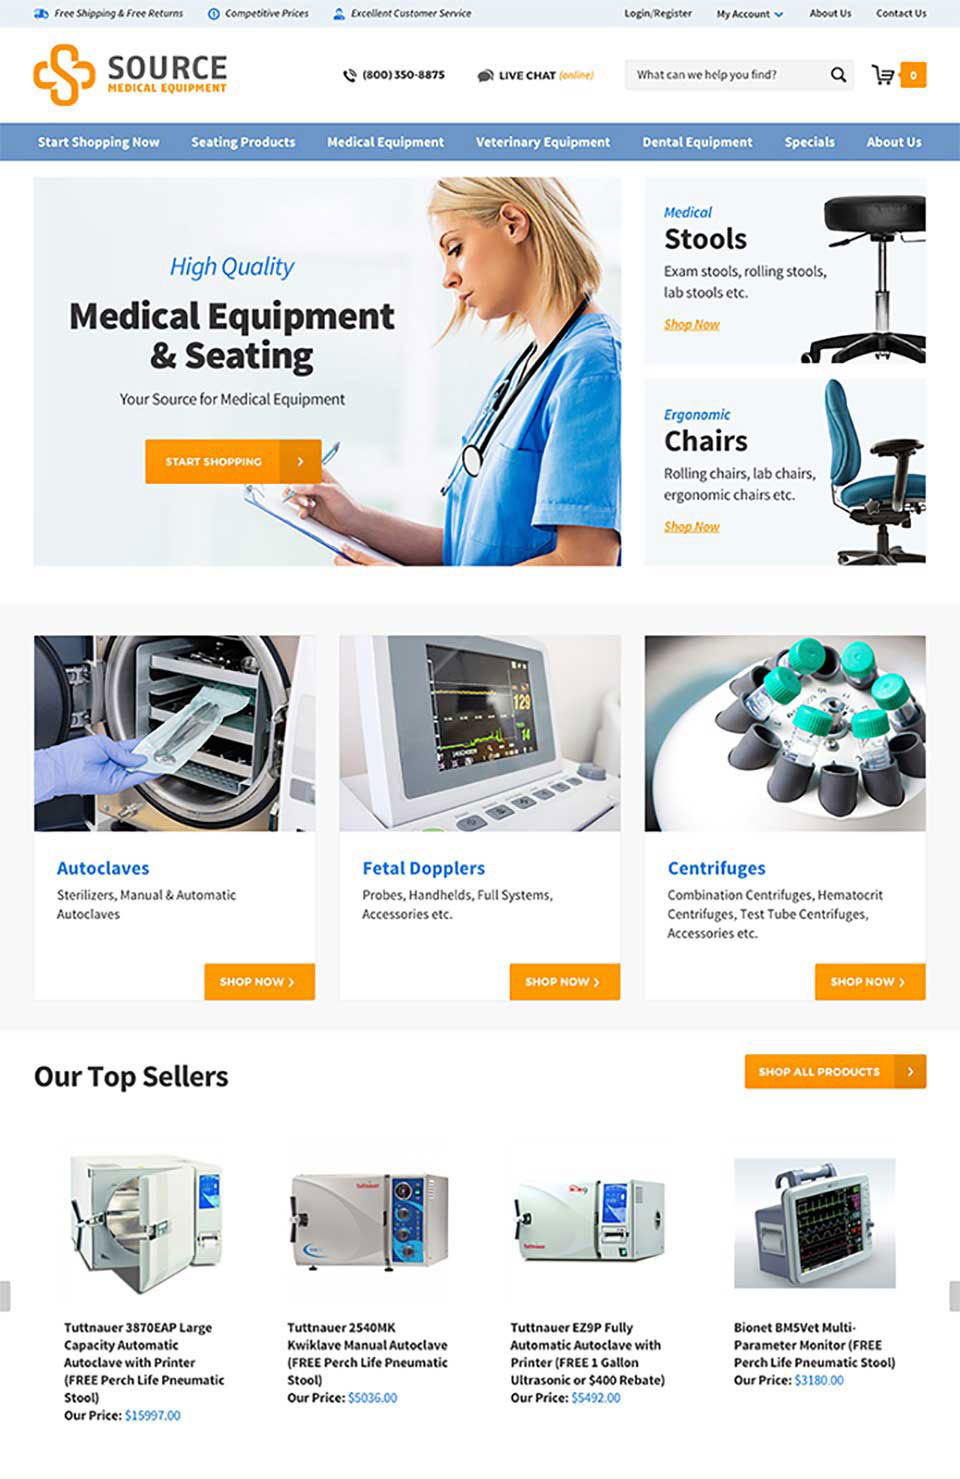 Free Shipping & Free Returns
Competitive Prices
Excellent Customer Service
Login/Register
My Account
About Us
Contact Us
SOURCE
MEDICAL EQUIPMENT
(800) 350-8875
LIVE CHAT (online)
What can we help you find?
0
Start Shopping Now
Seating Products
Medical Equipment
Veterinary Equipment
Dental Equipment
Specials
About Us
High Quality
Medical Equipment
& Seating
Your Source for Medical Equipment
START SHOPPING
Medical
Stools
Exam stools, rolling stools,
lab stools etc.
Shop Now
Ergonomic
Chairs
Rolling chairs, lab chairs,
ergonomic chairs etc.
Shop Now
129
14
Autoclaves
Sterilizers, Manual & Automatic
Autoclaves
SHOP NOW
Fetal Dopplers
Probes, Handhelds, Full Systems,
Accessories etc.
SHOP NOW
Centrifuges
Combination Centrifuges, Hematocrit
Centrifuges, Test Tube Centrifuges,
Accessories etc.
SHOP NOW
Our Top Sellers
SHOP ALL PRODUCTS
Tuttnauer
Tuttnauer
Tuttnauer 3870EAP Large
Capacity Automatic
Autoclave with Printer
(FREE Perch Life Pneumatic
Stool)
Our Price: $15997.00
Tuttnauer 2540MK
Kwiklave Manual Autoclave
(FREE Perch Life Pneumatic
Stool)
Our Price: $5036.00
Tuttnauer EZ9P Fully
Automatic Autoclave with
Printer (FREE 1 Gallon
Ultrasonic or $400 Rebate)
Our Price: $5492.00
Bionet BM5Vet Multi-
Parameter Monitor (FREE
Perch Life Pneumatic Stool)
Our Price: $3180.00